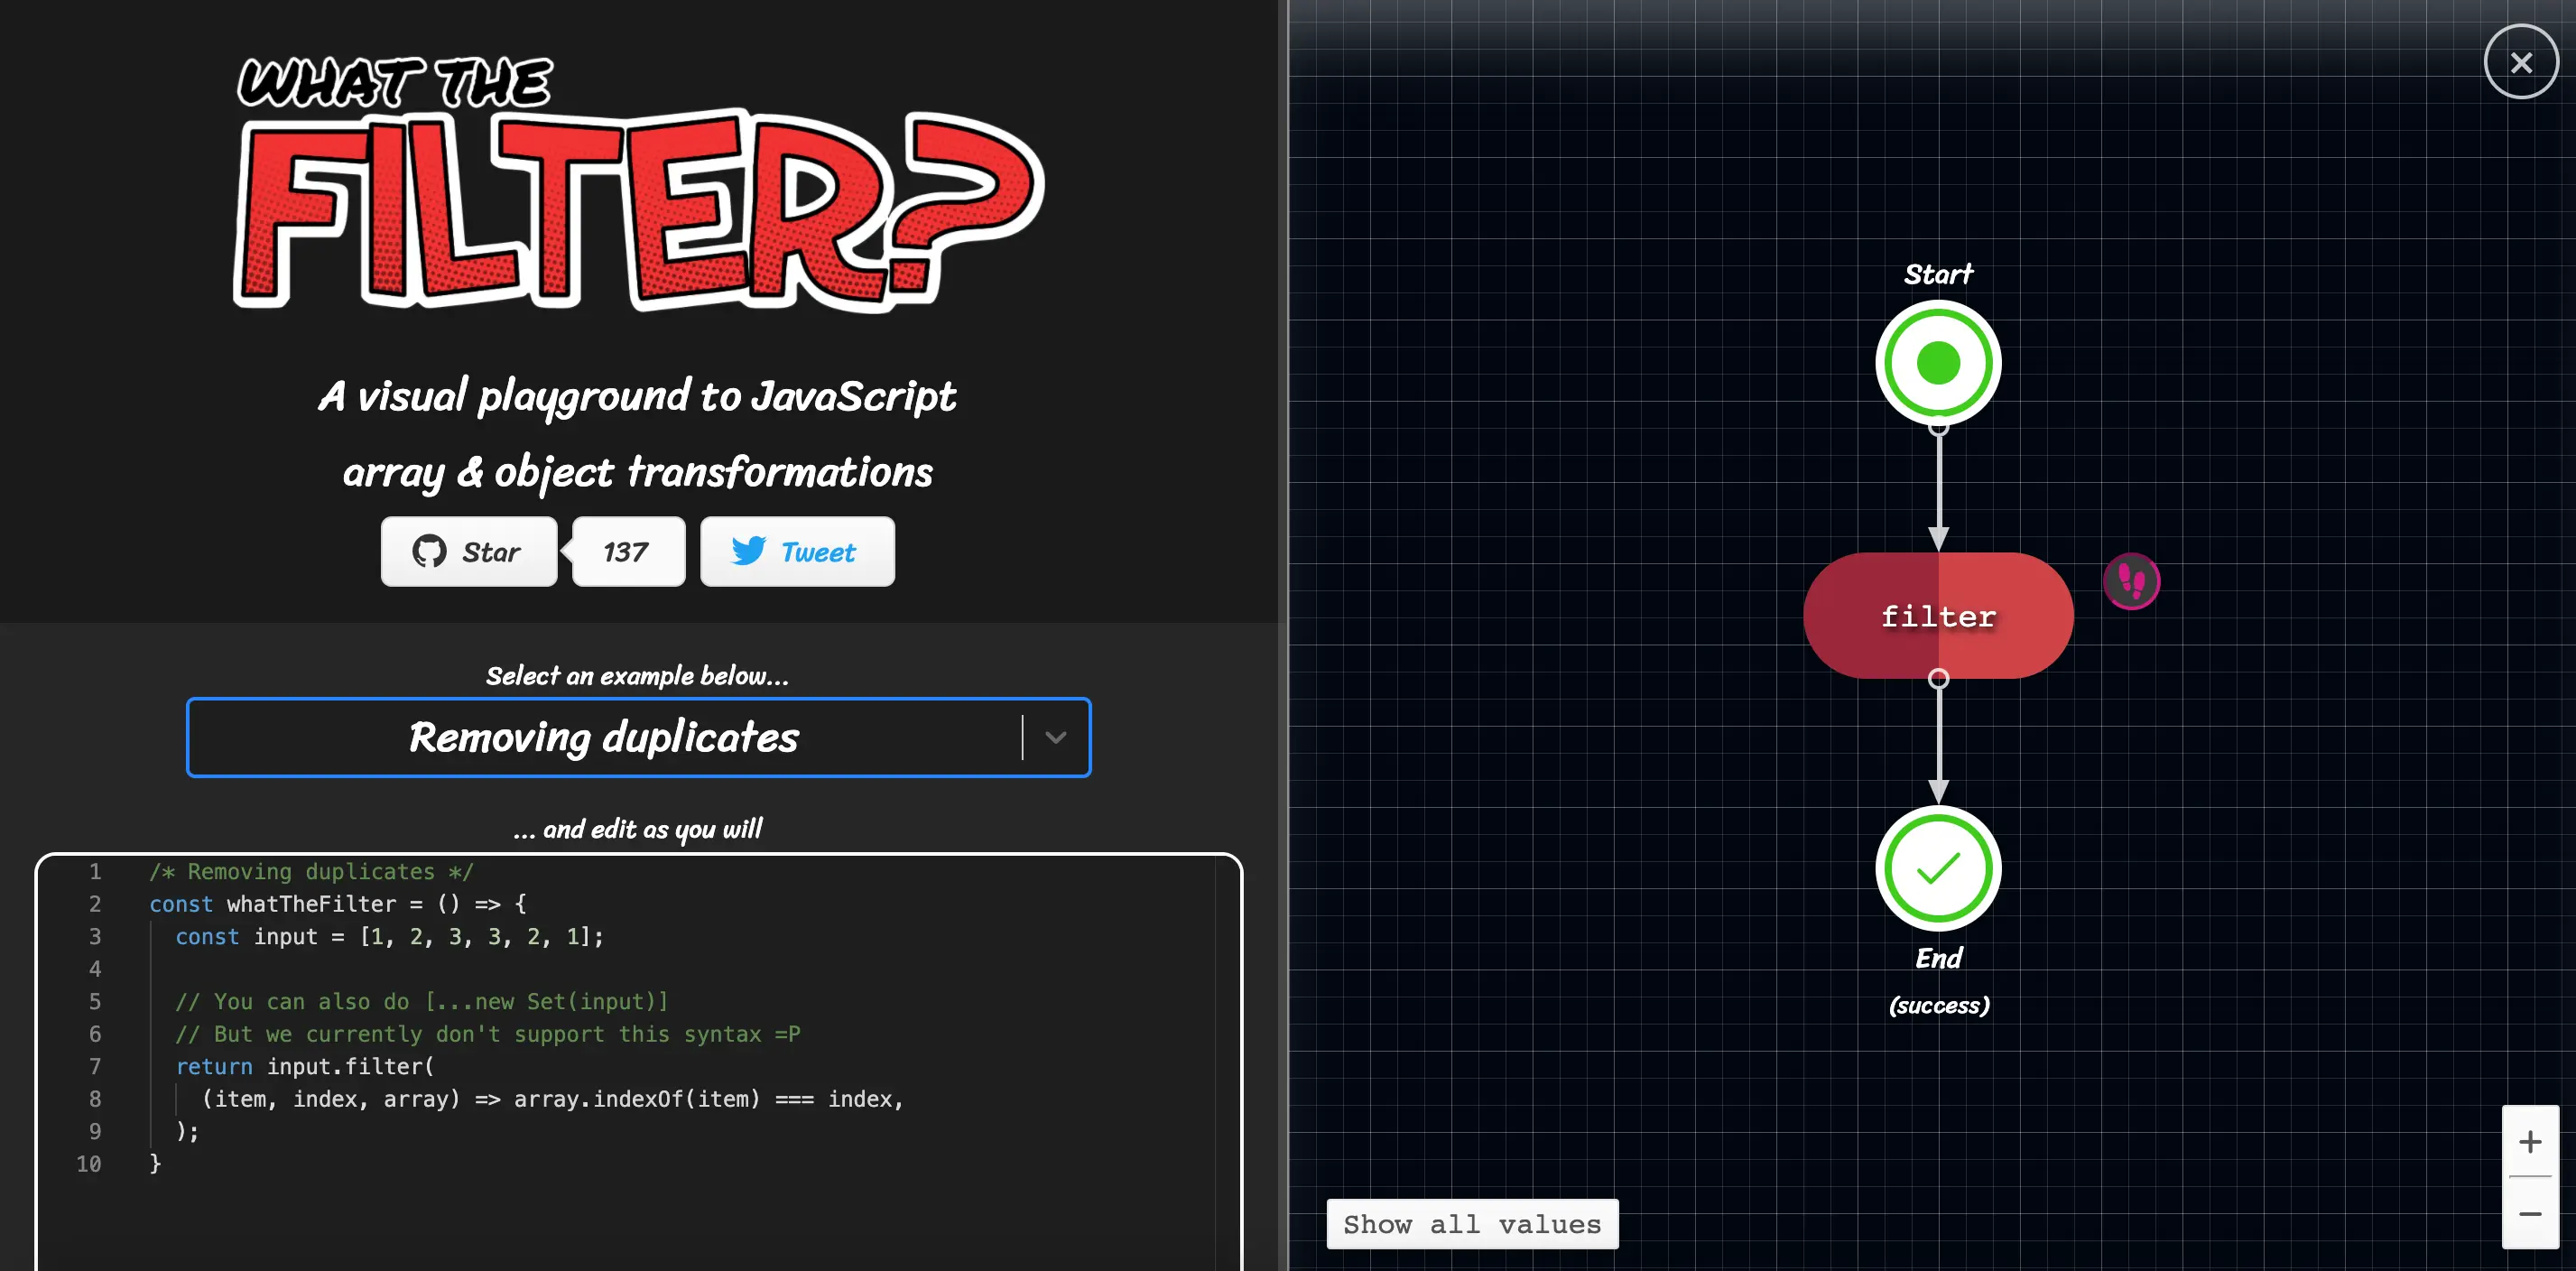 WHAT THE
FILTER?
A visual playground to JavaScript
array & object transformations
Star
137
Tweet
Select an example below...
Removing duplicates
... and edit as you will
1 /* Removing duplicates */
2 const whatTheFilter = () => {
3   const input = [1, 2, 3, 3, 2, 1];
4
5   // You can also do [...new Set(input)]
6   // But we currently don't support this syntax =P
7   return input.filter(
8     (item, index, array) => array.indexOf(item) === index,
9   );
10 }
Start
filter
End
(success)
Show all values
+
−